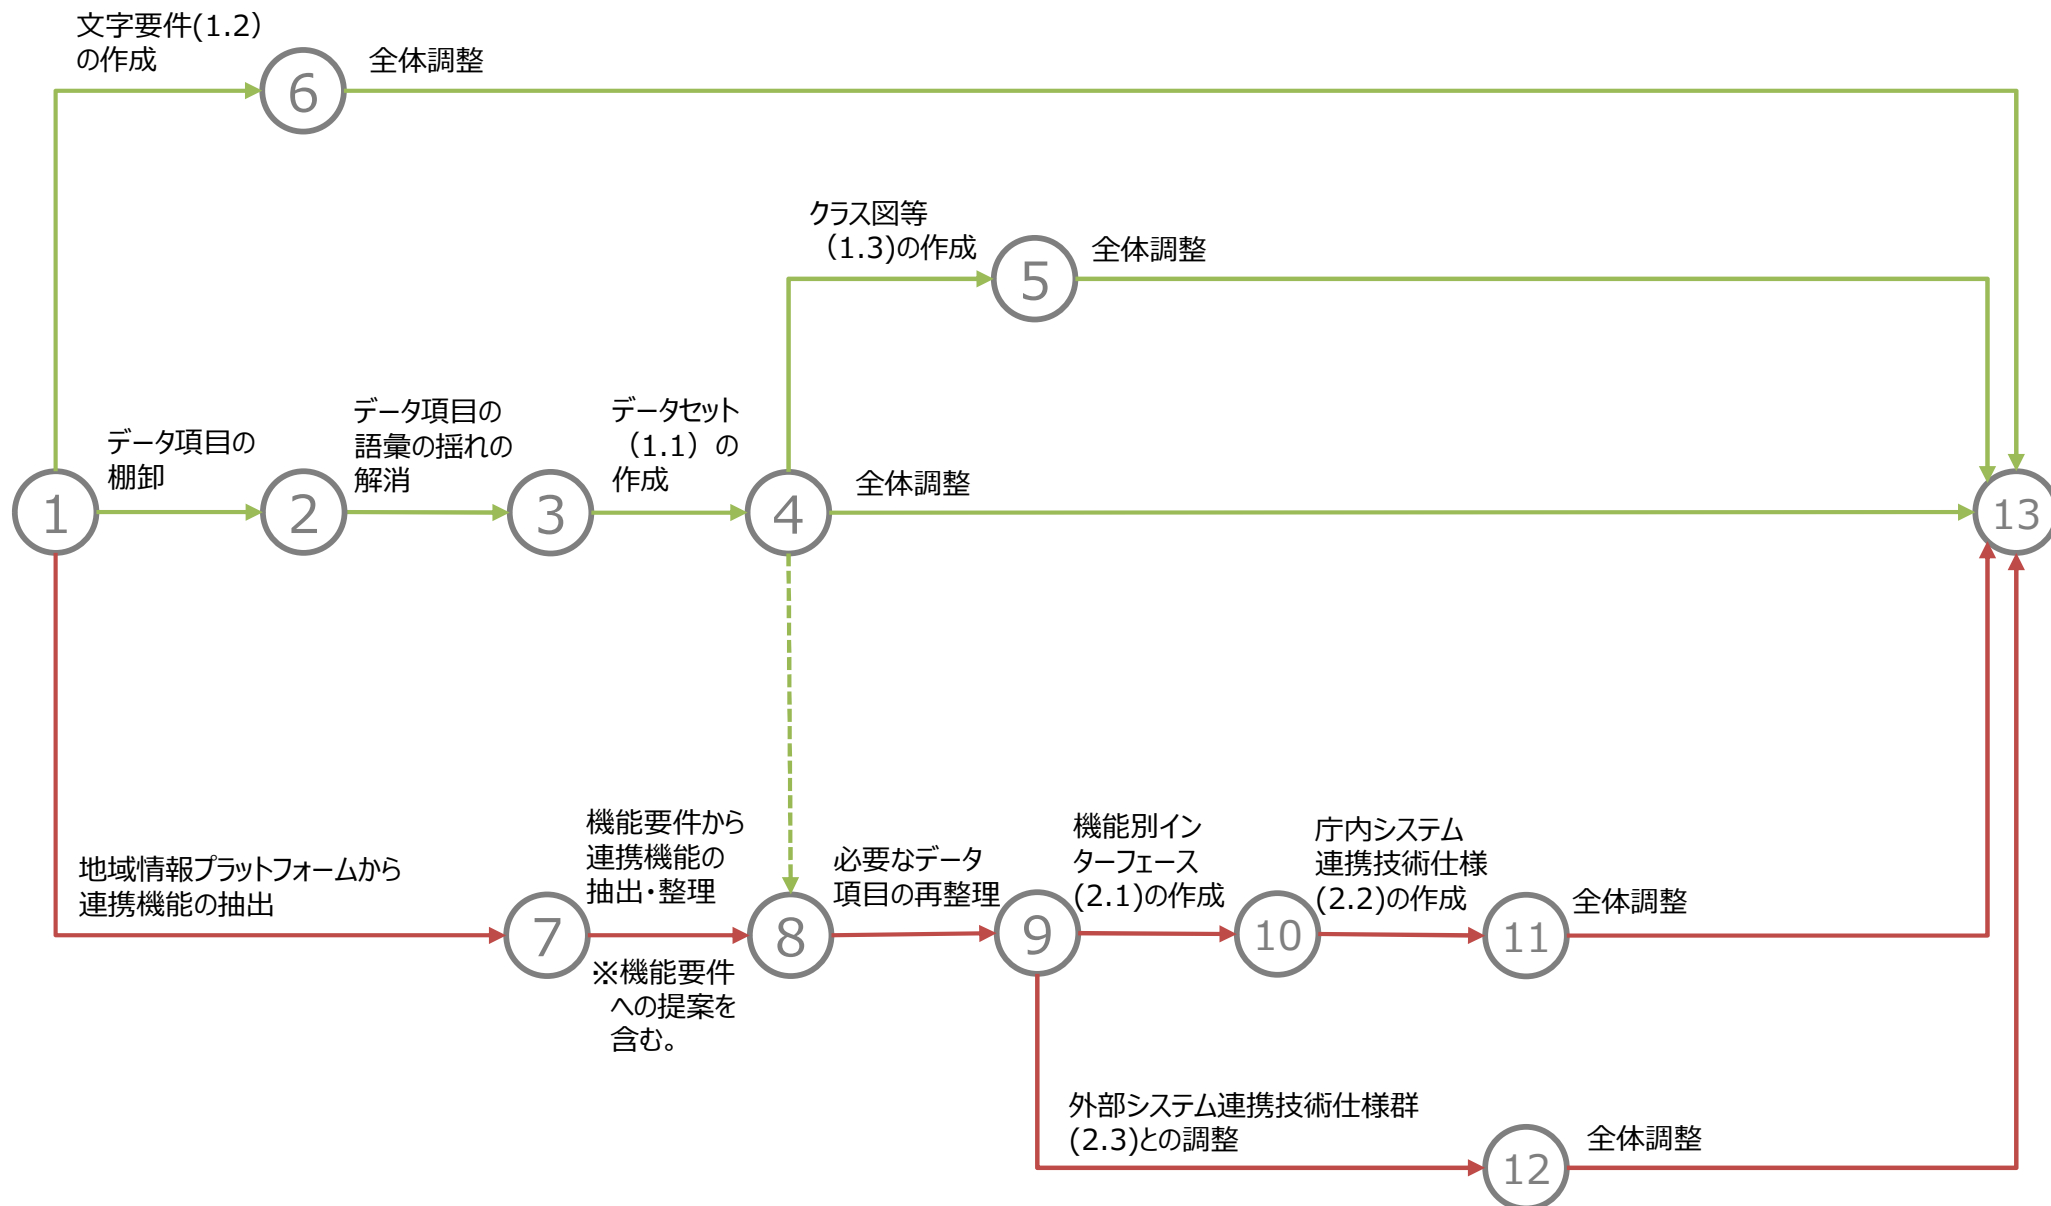 文字要件(1.2)
の作成
6
全体調整
クラス図等
(1.3)の作成
5
全体調整
1
データ項目の
棚卸
2
データ項目の
語彙の揺れの
解消
3
データセット
(1.1) の
作成
4
全体調整
13
地域情報プラットフォームから
連携機能の抽出
7
機能要件から
連携機能の
抽出・整理
※機能要件
への提案を
含む。
8
必要なデータ
項目の再整理
9
機能別イン
ターフェース
(2.1)の作成
10
庁内システム
連携技術仕様
(2.2)の作成
11
全体調整
外部システム連携技術仕様群
(2.3)との調整
12
全体調整